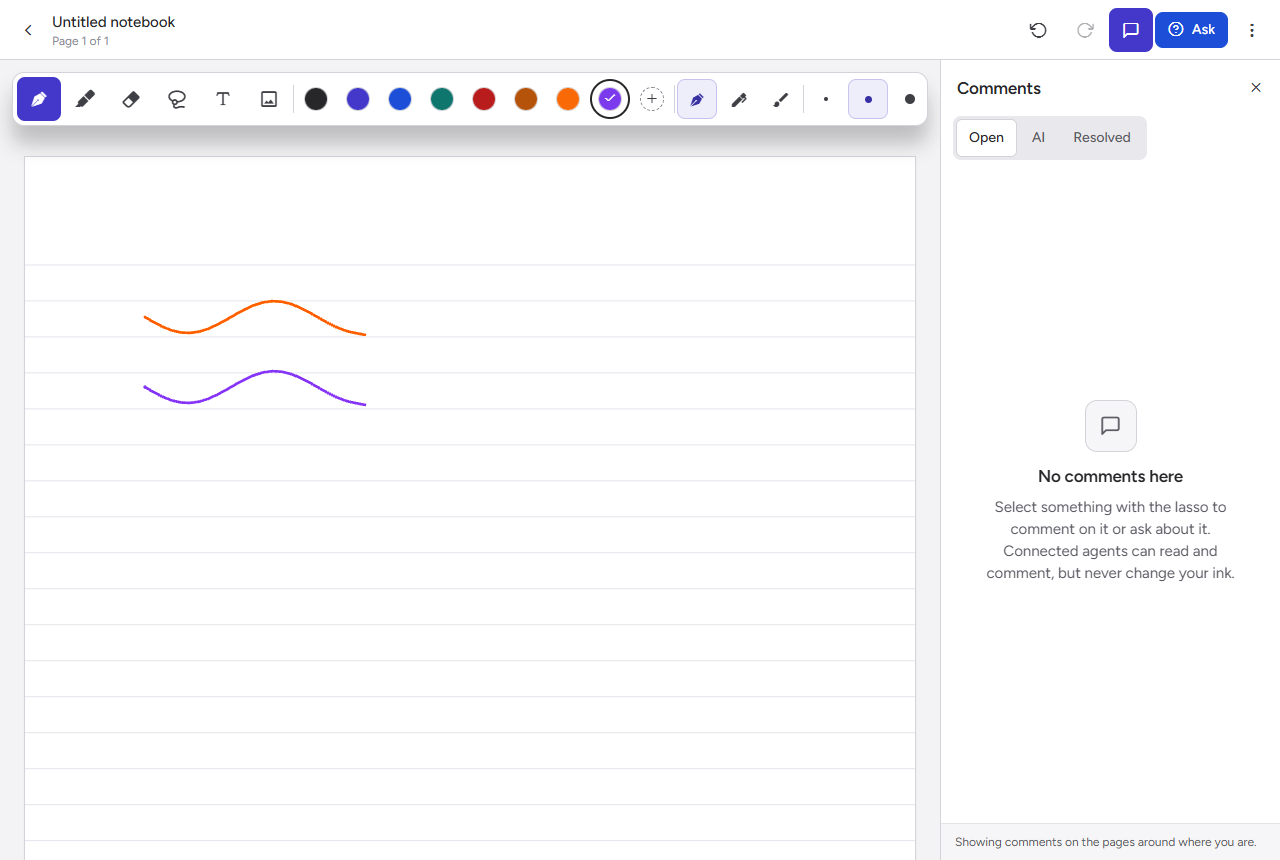 Untitled notebook
Page 1 of 1
Ask
Comments
Open AI Resolved
No comments here
Select something with the lasso to
comment on it or ask about it.
Connected agents can read and
comment, but never change your ink.
Showing comments on the pages around where you are.